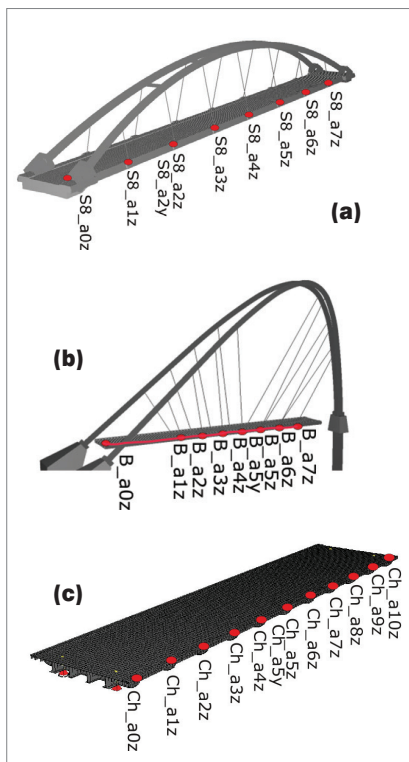 S8_a0z
S8_a1z
S8_a2y
S8_a2z
S8_a3z
S8_a4z
S8_a5z
S8_a6z
S8_a7z
(a)
(b)
B_a0z
B_a1z
B_a2z
B_a3z
B_a4z
B_a5y
B_a5z
B_a6z
B_a7z
(c)
Ch_a0z
Ch_a1z
Ch_a2z
Ch_a3z
Ch_a4z
Ch_a5y
Ch_a5z
Ch_a6z
Ch_a7z
Ch_a8z
Ch_a9z
Ch_a10z